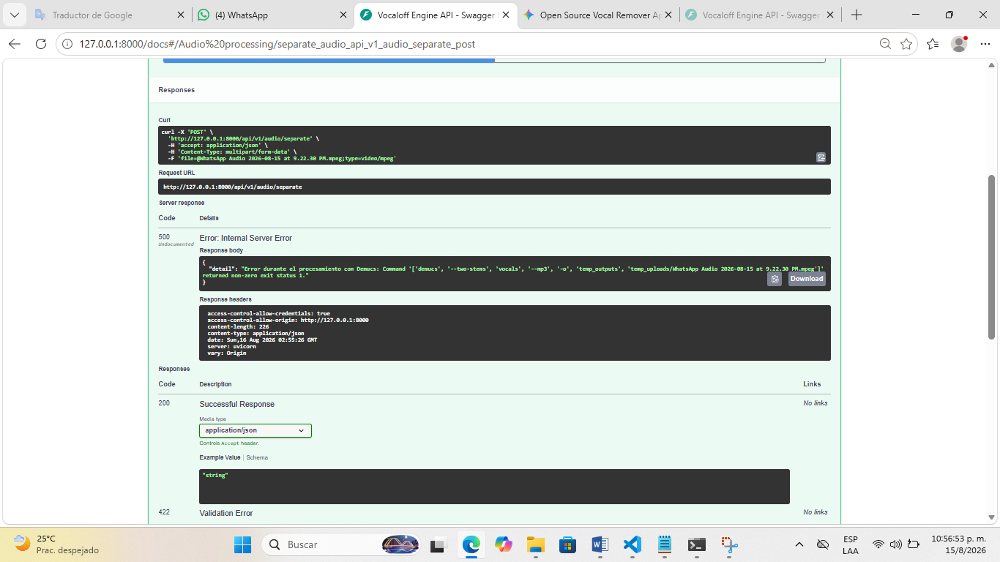 Traductor de Google
(4) WhatsApp
Vocaloff Engine API - Swagger
Open Source Vocal Remover Ap
Vocaloff Engine API - Swagger
127.0.0.1:8000/docs#/Audio%20processing/separate_audio_api_v1_audio_separate_post
Responses
Curl
curl -X 'POST' \
'http://127.0.0.1:8000/api/v1/audio/separate' \
-H 'accept: application/json' \
-H 'Content-Type: multipart/form-data' \
-F 'file=@WhatsApp Audio 2026-08-15 at 9.22.30 PM.mpeg;type=video/mpeg'
Request URL
http://127.0.0.1:8000/api/v1/audio/separate
Server response
Code Details
500 Error: Internal Server Error
Undocumented
Response body
{
"detail": "Error durante el procesamiento con Demucs: Command '['demucs', '--two-stems', 'vocals', '--mp3', '-o', 'temp_outputs', 'temp_uploads/WhatsApp Audio 2026-08-15 at 9.22.30 PM.mpeg']'
returned non-zero exit status 1."
}
Download
Response headers
access-control-allow-credentials: true
access-control-allow-origin: http://127.0.0.1:8000
content-length: 226
content-type: application/json
date: Sun,16 Aug 2026 02:55:26 GMT
server: uvicorn
vary: Origin
Responses
Code Description Links
200 Successful Response No links
Media type
application/json
Controls Accept header.
Example Value | Schema
"string"
422 Validation Error No links
25°C
Prac. despejado
Buscar
ESP
LAA
10:56:53 p. m.
15/8/2026